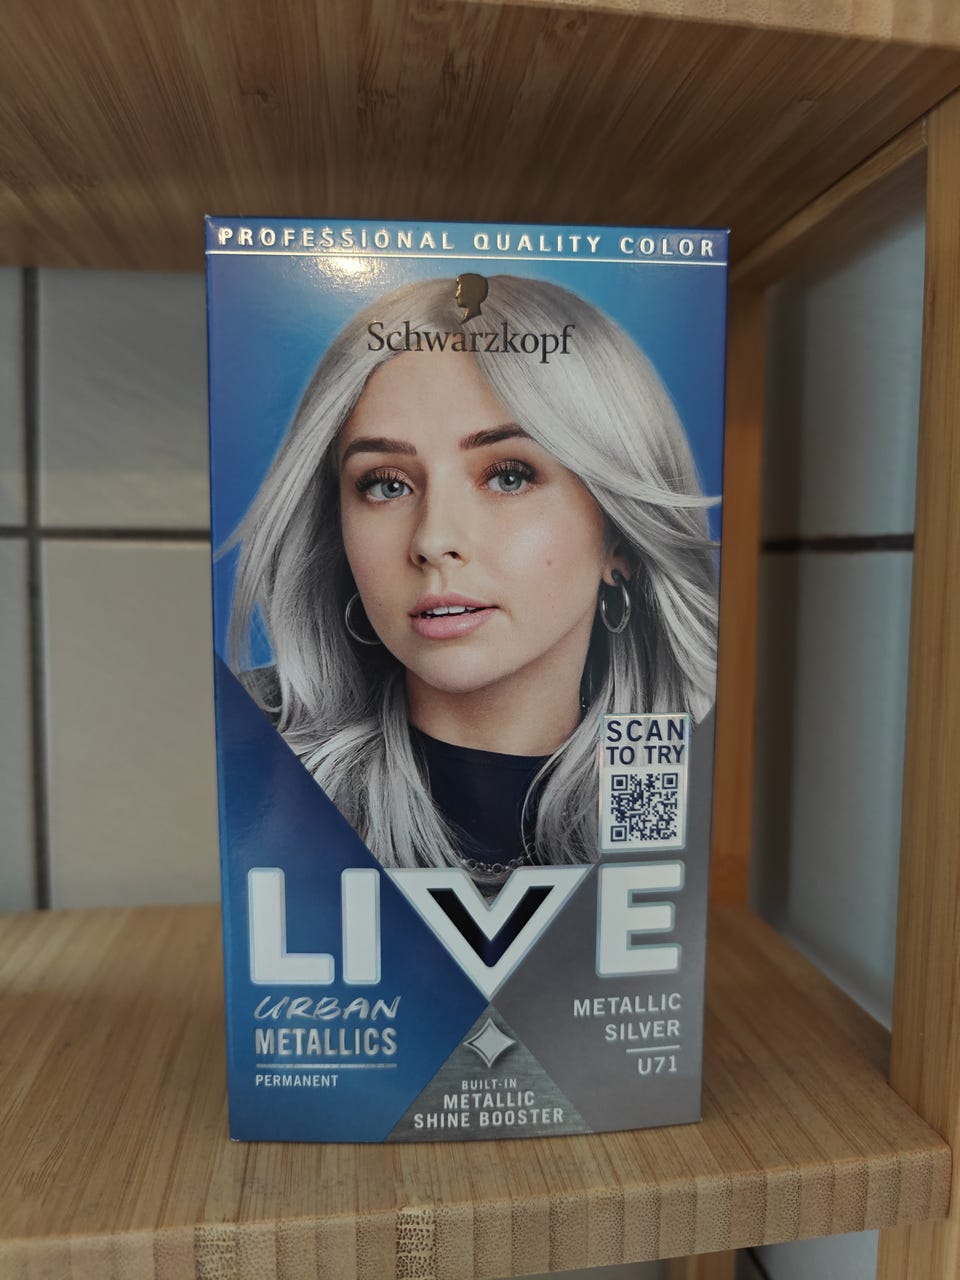 PROFESSIONAL QUALITY COLOR
Schwarzkopf
SCAN
TO TRY
LIVE
URBAN
METALLICS
PERMANENT
BUILT-IN
METALLIC
SHINE BOOSTER
METALLIC
SILVER
U71